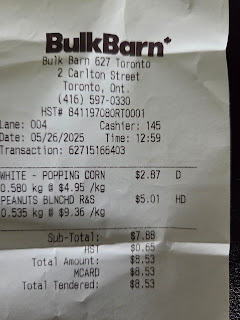 BulkBarn
Bulk Barn 627 Toronto
2 Carlton Street
Toronto, Ont.
(416) 597-0330
HST# 841197080RT0001
Lane: 004 Cashier: 145
Date: 05/26/2025 Time: 12:59
Transaction: 62715166403
WHITE - POPPING CORN $2.87 D
0.580 kg @ $4.95 /kg
PEANUTS BLNCHD R&S $5.01 HD
0.535 kg @ $9.36 /kg
Sub-Total: $7.88
HST $0.65
Total Amount: $8.53
MCARD $8.53
Total Tendered: $8.53